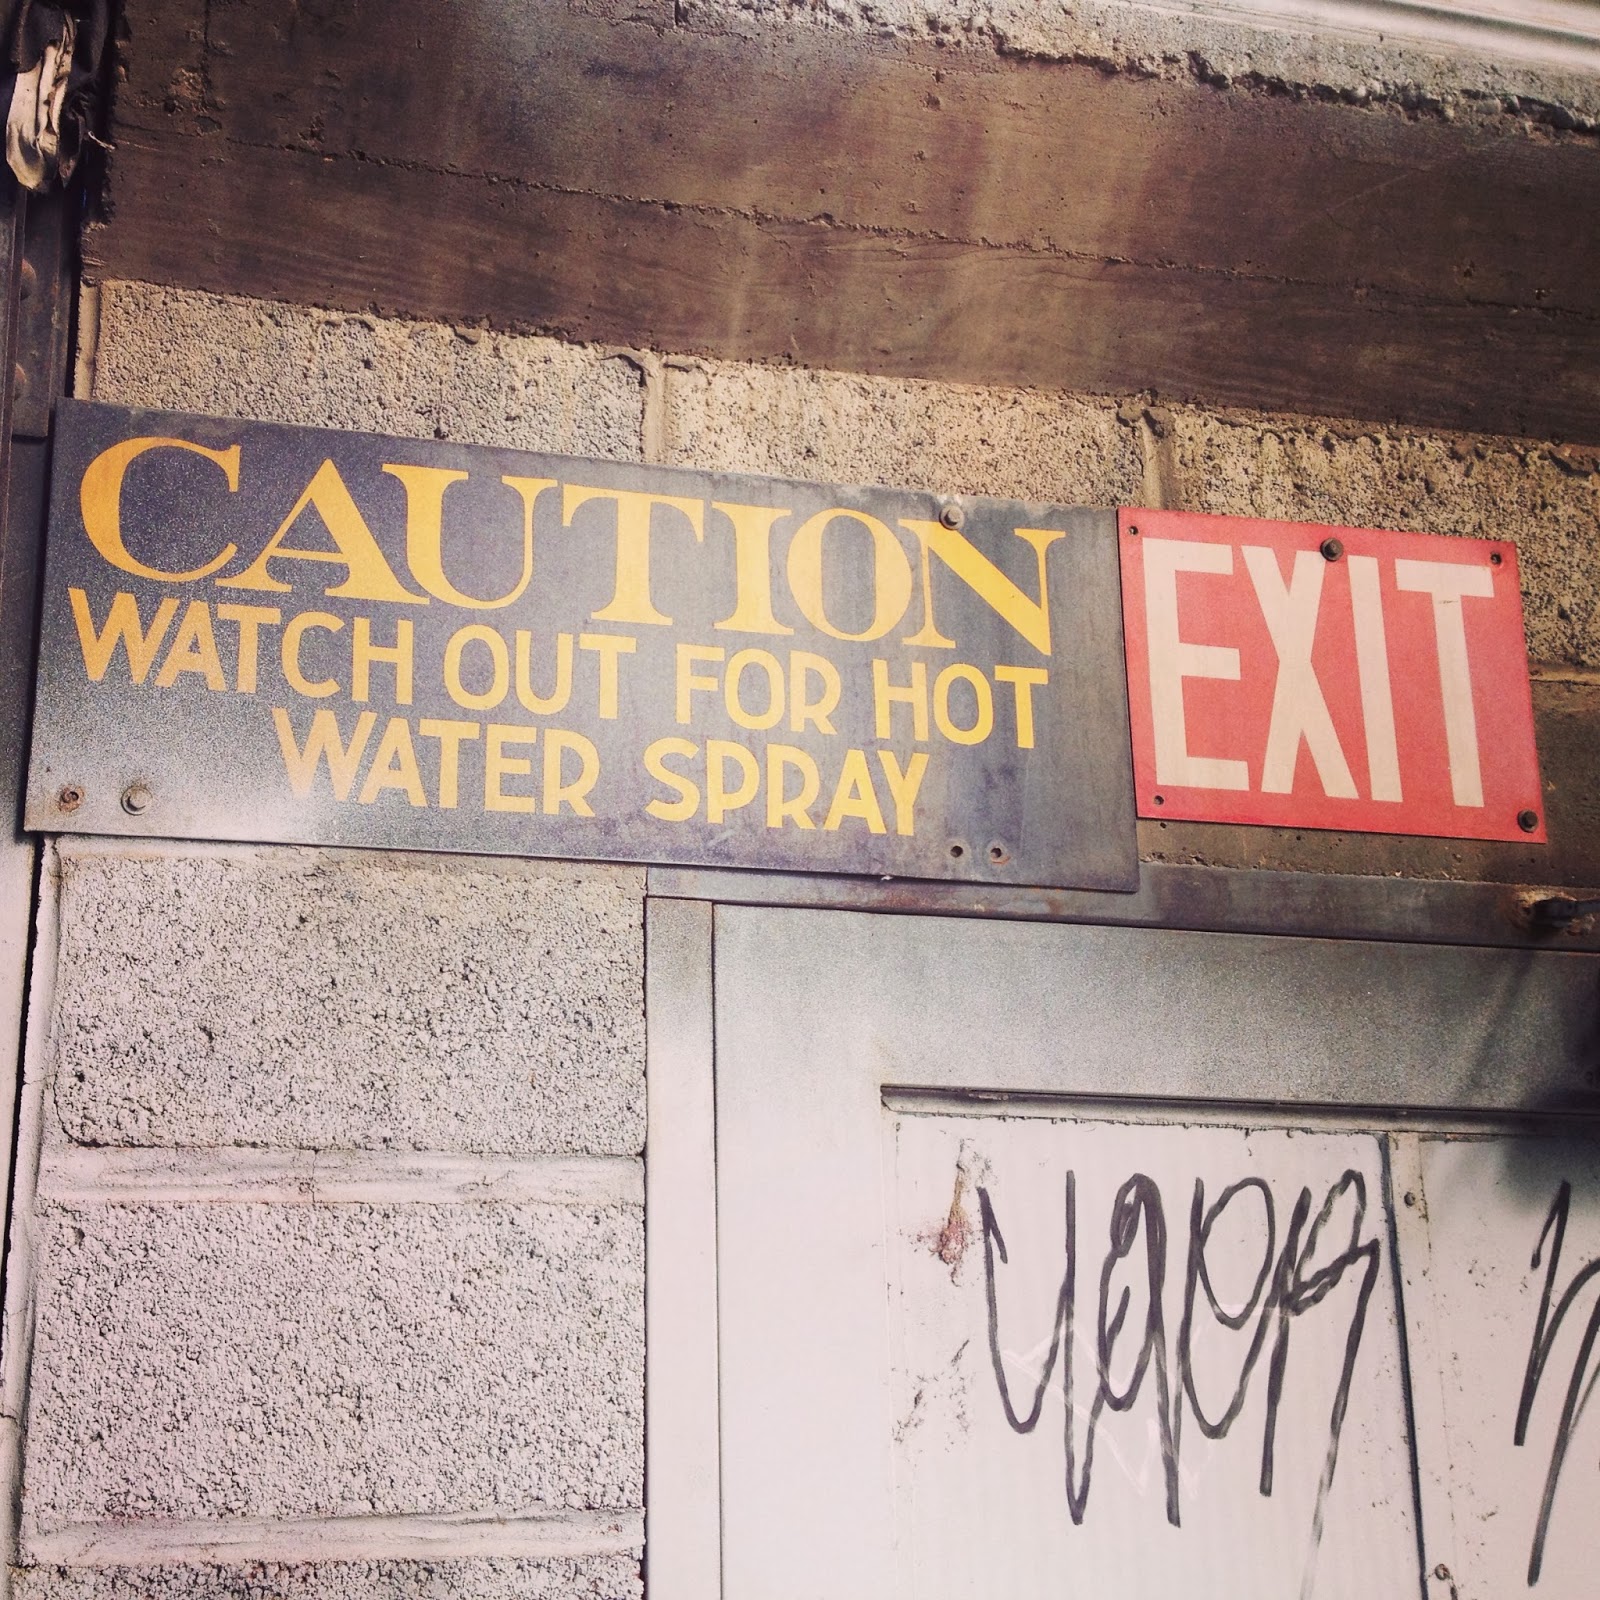 CAUTION
WATCH OUT FOR HOT
WATER SPRAY
EXIT